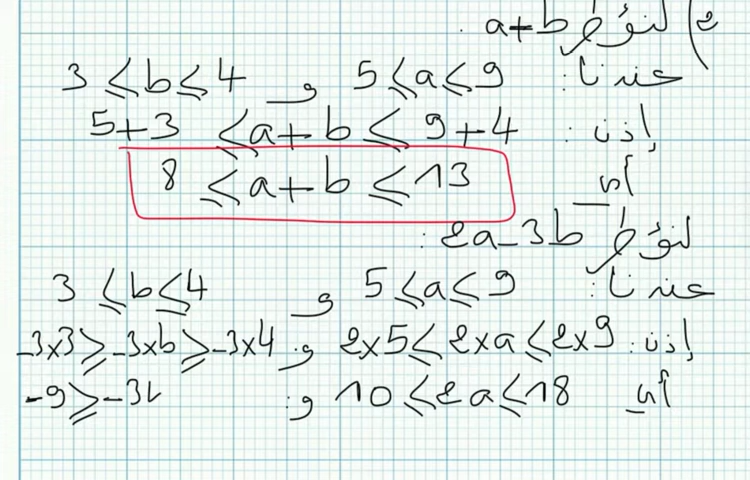 2) لنؤطر a+b :
عندنا : 5 ≤ a ≤ 9 و 3 ≤ b ≤ 4
إذن : 5+3 ≤ a+b ≤ 9+4
أي 8 ≤ a+b ≤ 13
لنؤطر 2a-3b :
عندنا : 5 ≤ a ≤ 9 و 3 ≤ b ≤ 4
إذن : 2×5 ≤ 2×a ≤ 2×9 و : -3×3 ≥ -3×b ≥ -3×4
أي 10 ≤ 2a ≤ 18 و : -9 ≥ -3